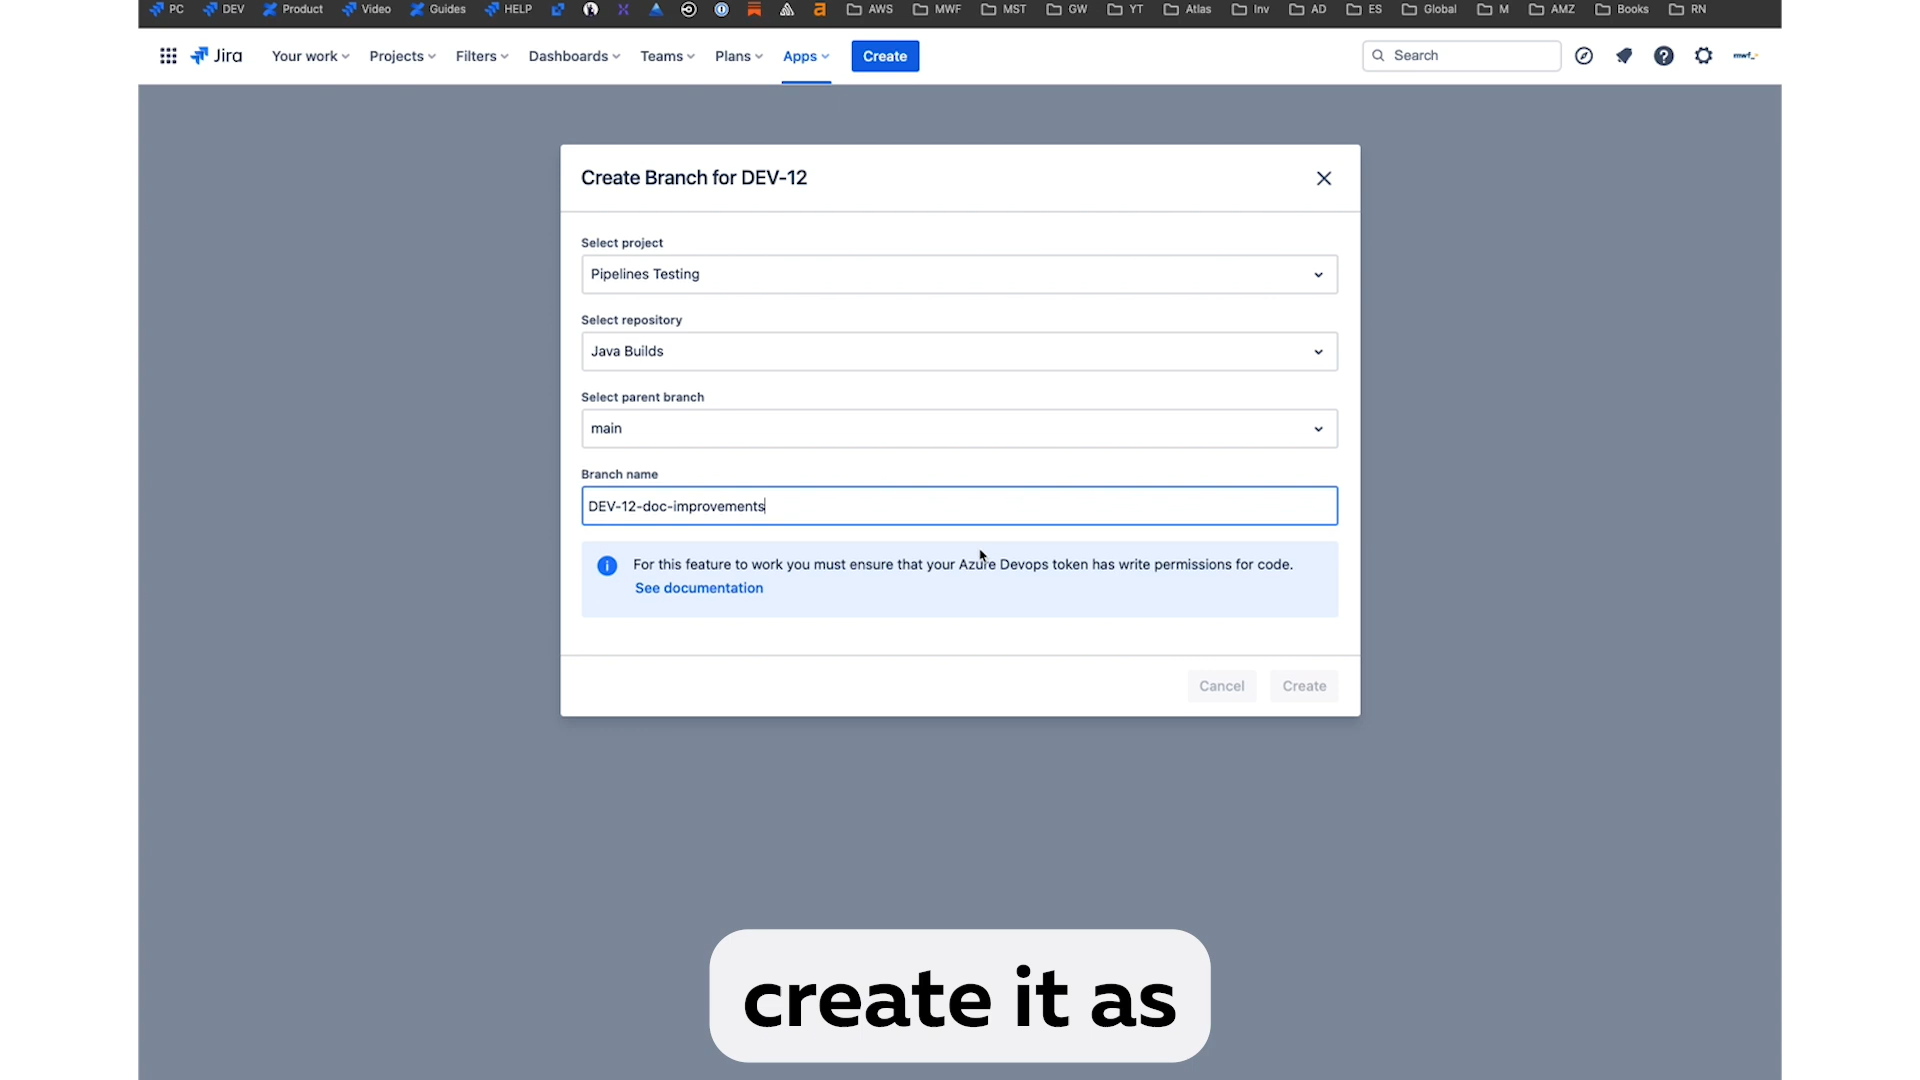 PC DEV Product Video Guides HELP AWS MWF MST GW YT Atlas Inv AD ES Global M AMZ Books RN
Jira Your work Projects Filters Dashboards Teams Plans Apps Create Search mwf_
Create Branch for DEV-12
Select project
Pipelines Testing
Select repository
Java Builds
Select parent branch
main
Branch name
DEV-12-doc-improvements
For this feature to work you must ensure that your Azure Devops token has write permissions for code.
See documentation
Cancel Create
create it as